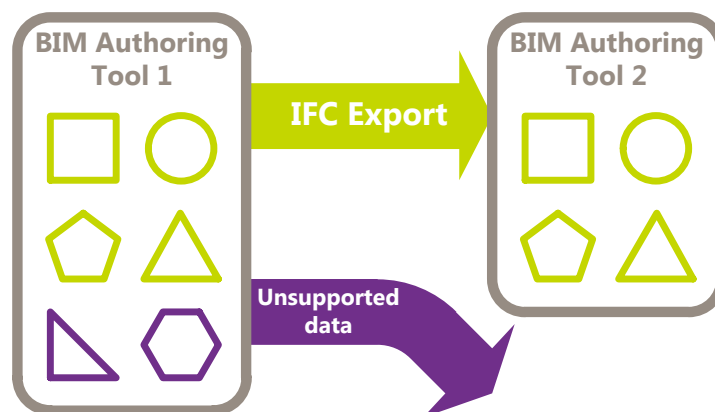 BIM Authoring
Tool 1
IFC Export
BIM Authoring
Tool 2
Unsupported
data